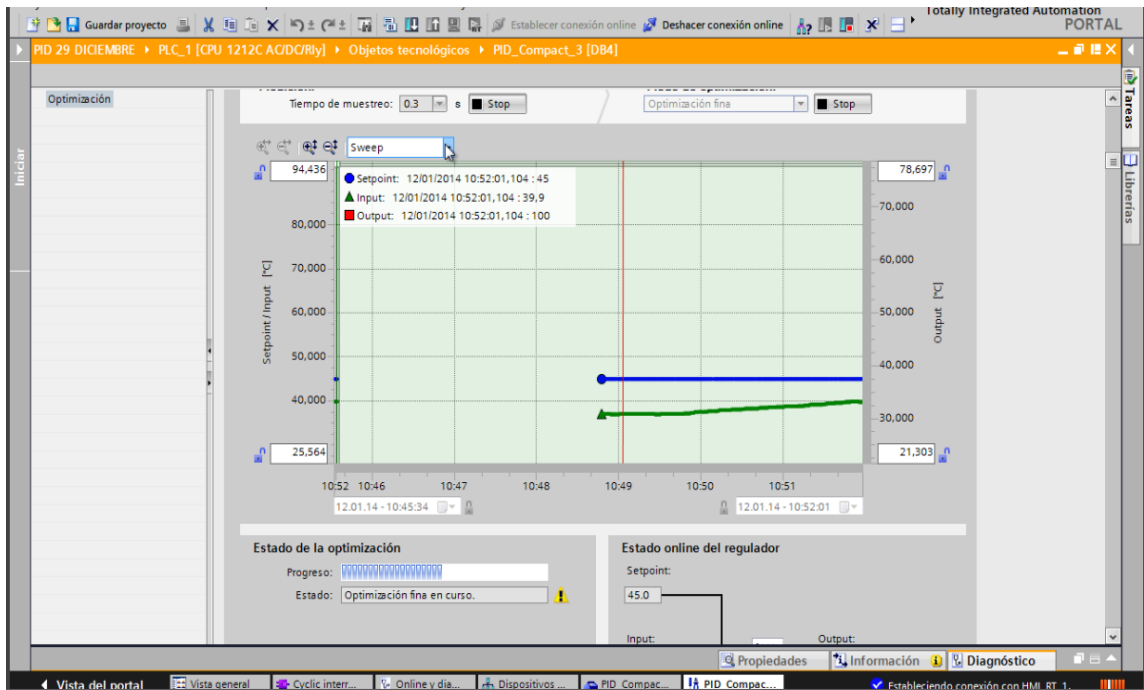 Totally Integrated Automation
PORTAL
Guardar proyecto
Establecer conexión online
Deshacer conexión online
PID 29 DICIEMBRE
PLC_1 [CPU 1212C AC/DC/Rly]
Objetos tecnológicos
PID_Compact_3 [DB4]
Optimización
Tiempo de muestreo: 0.3 s Stop
Optimización fina Stop
Sweep
94,436
78,697
Setpoint: 12/01/2014 10:52:01,104 : 45
Input: 12/01/2014 10:52:01,104 : 39,9
Output: 12/01/2014 10:52:01,104 : 100
80,000
70,000
60,000
50,000
40,000
25,564
Setpoint / Input [°C]
70,000
60,000
50,000
40,000
30,000
21,303
Output [°C]
10:52 10:46 10:47 10:48 10:49 10:50 10:51
12.01.14 - 10:45:34
12.01.14 - 10:52:01
Estado de la optimización
Progreso:
Estado: Optimización fina en curso.
Estado online del regulador
Setpoint:
45.0
Input:
Output:
Iniciar
Tareas
Librerías
Propiedades
Información
Diagnóstico
Vista del portal
Vista general
Cyclic interr...
Online y dia...
Dispositivos ...
PID_Compac...
PID_Compac...
Estableciendo conexión con HMI_RT_1.